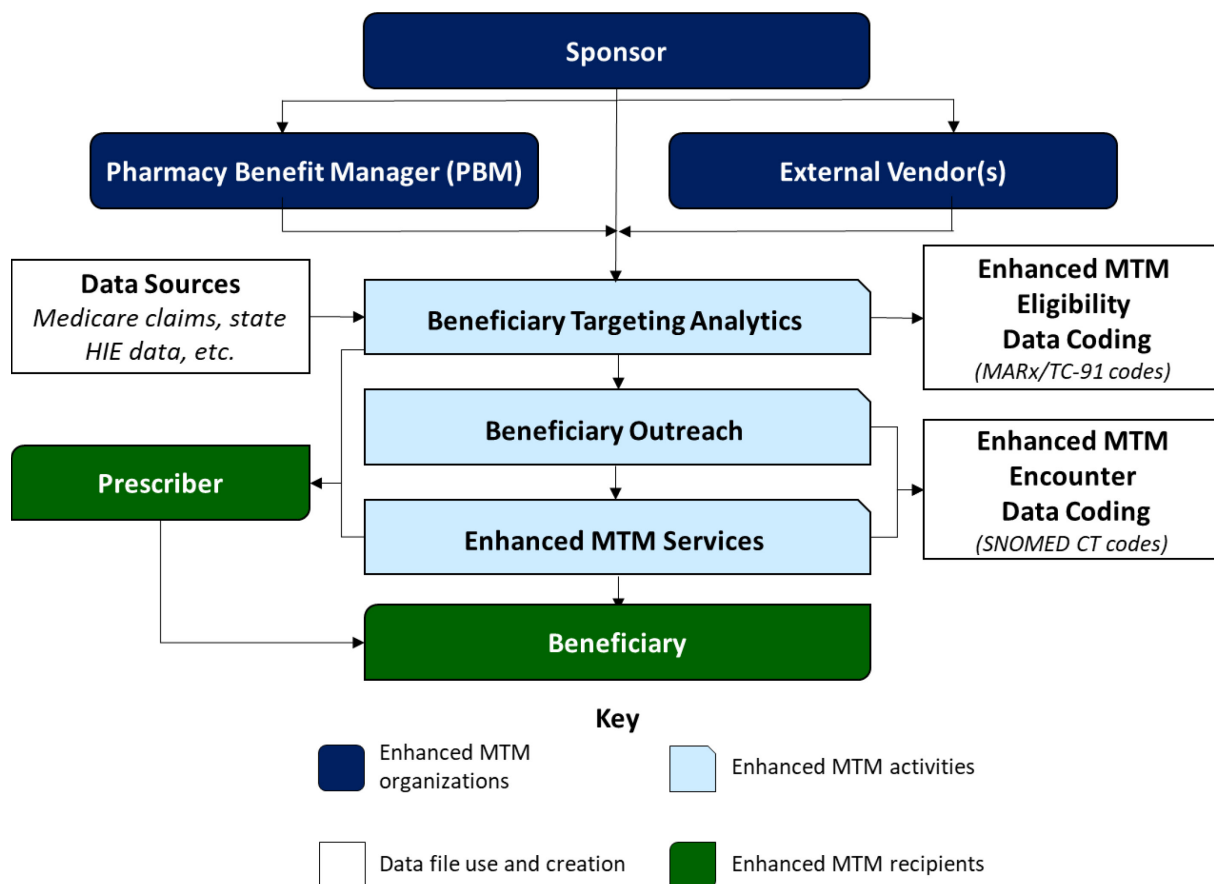 Sponsor
Pharmacy Benefit Manager (PBM)
External Vendor(s)
Data Sources
Medicare claims, state
HIE data, etc.
Beneficiary Targeting Analytics
Enhanced MTM
Eligibility
Data Coding
(MARx/TC-91 codes)
Beneficiary Outreach
Prescriber
Enhanced MTM Services
Enhanced MTM
Encounter
Data Coding
(SNOMED CT codes)
Beneficiary
Key
Enhanced MTM
organizations
Enhanced MTM activities
Data file use and creation
Enhanced MTM recipients